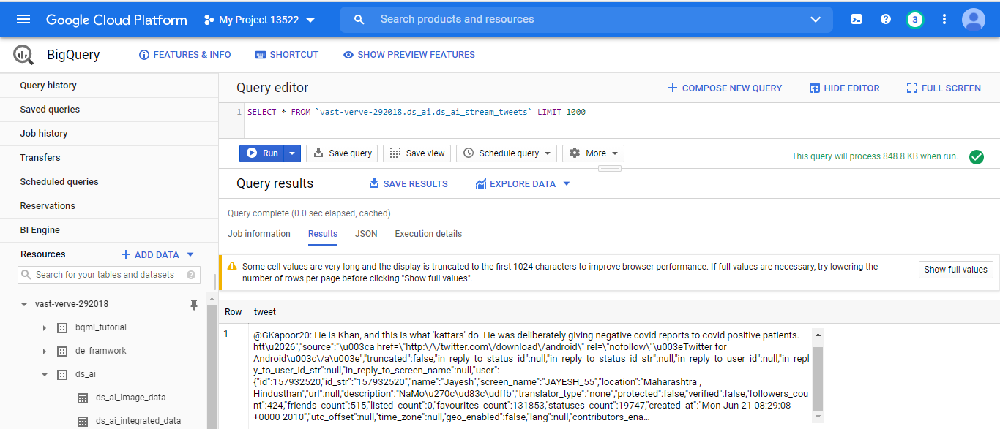 Google Cloud Platform My Project 13522 Search products and resources 3
BigQuery FEATURES & INFO SHORTCUT SHOW PREVIEW FEATURES
Query history
Saved queries
Job history
Transfers
Scheduled queries
Reservations
BI Engine
Resources ADD DATA
Search for your tables and datasets
vast-verve-292018
bqml_tutorial
de_framwork
ds_ai
ds_ai_image_data
ds_ai_integrated_data
Query editor COMPOSE NEW QUERY HIDE EDITOR FULL SCREEN
1 SELECT * FROM `vast-verve-292018.ds_ai.ds_ai_stream_tweets` LIMIT 1000
Run Save query Save view Schedule query More This query will process 848.8 KB when run.
Query results SAVE RESULTS EXPLORE DATA
Query complete (0.0 sec elapsed, cached)
Job information Results JSON Execution details
Some cell values are very long and the display is truncated to the first 1024 characters to improve browser performance. If full values are necessary, try lowering the
number of rows per page before clicking "Show full values".
Show full values
Row tweet
1 @GKapoor20: He is Khan, and this is what 'kattars' do. He was deliberately giving negative covid reports to covid positive patients.
htt\u2026","source":"\u003ca href=\"http:\/\/twitter.com\/download\/android\" rel=\"nofollow\"\u003eTwitter for
Android\u003c\/a\u003e","truncated":false,"in_reply_to_status_id":null,"in_reply_to_status_id_str":null,"in_reply_to_user_id":null,"in_repl
y_to_user_id_str":null,"in_reply_to_screen_name":null,"user":
{"id":157932520,"id_str":"157932520","name":"Jayesh","screen_name":"JAYESH_55","location":"Maharashtra ,
Hindusthan","url":null,"description":"NaMo\u270c\ud83c\udffb","translator_type":"none","protected":false,"verified":false,"followers_cou
nt":424,"friends_count":515,"listed_count":0,"favourites_count":131853,"statuses_count":19747,"created_at":"Mon Jun 21 08:29:08
+0000 2010","utc_offset":null,"time_zone":null,"geo_enabled":false,"lang":null,"contributors_ena...